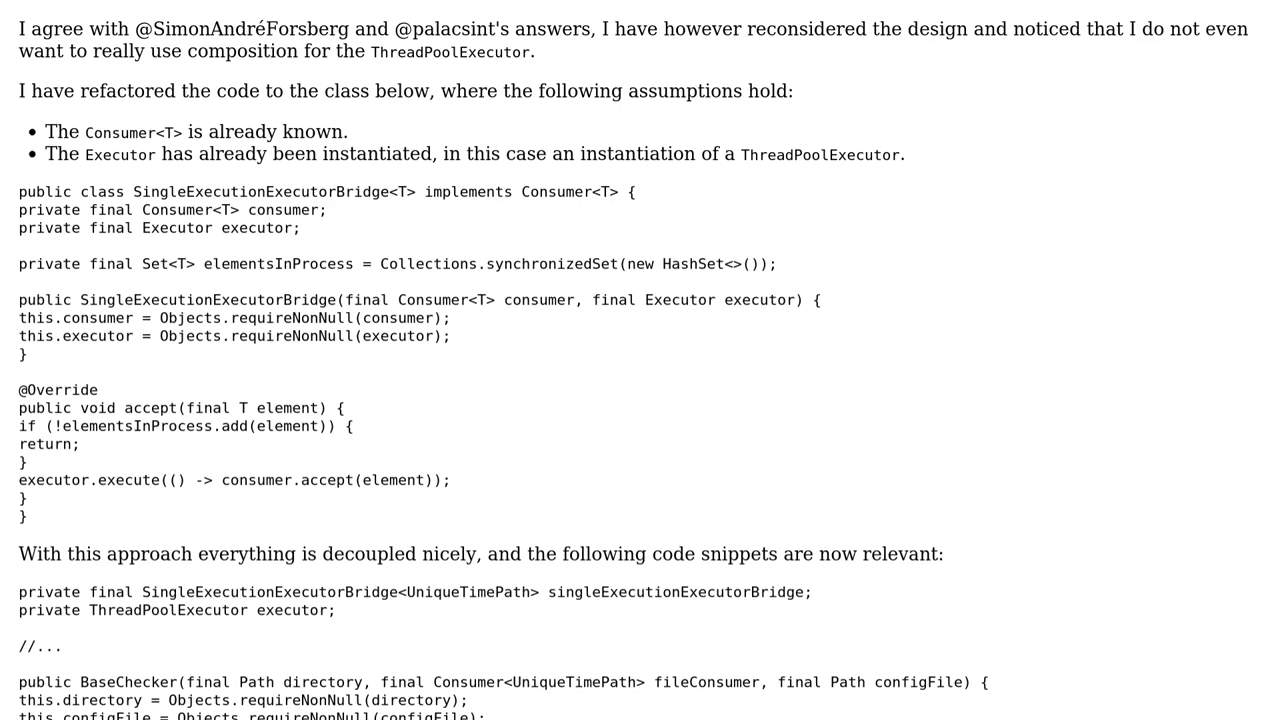 I agree with @SimonAndréForsberg and @palacsint's answers, I have however reconsidered the design and noticed that I do not even
want to really use composition for the ThreadPoolExecutor.
I have refactored the code to the class below, where the following assumptions hold:
• The Consumer<T> is already known.
• The Executor has already been instantiated, in this case an instantiation of a ThreadPoolExecutor.
public class SingleExecutionExecutorBridge<T> implements Consumer<T> {
private final Consumer<T> consumer;
private final Executor executor;
private final Set<T> elementsInProcess = Collections.synchronizedSet(new HashSet<>());
public SingleExecutionExecutorBridge(final Consumer<T> consumer, final Executor executor) {
this.consumer = Objects.requireNonNull(consumer);
this.executor = Objects.requireNonNull(executor);
}
@Override
public void accept(final T element) {
if (!elementsInProcess.add(element)) {
return;
}
executor.execute(() -> consumer.accept(element));
}
}
With this approach everything is decoupled nicely, and the following code snippets are now relevant:
private final SingleExecutionExecutorBridge<UniqueTimePath> singleExecutionExecutorBridge;
private ThreadPoolExecutor executor;
//...
public BaseChecker(final Path directory, final Consumer<UniqueTimePath> fileConsumer, final Path configFile) {
this.directory = Objects.requireNonNull(directory);
this.configFile = Objects.requireNonNull(configFile);